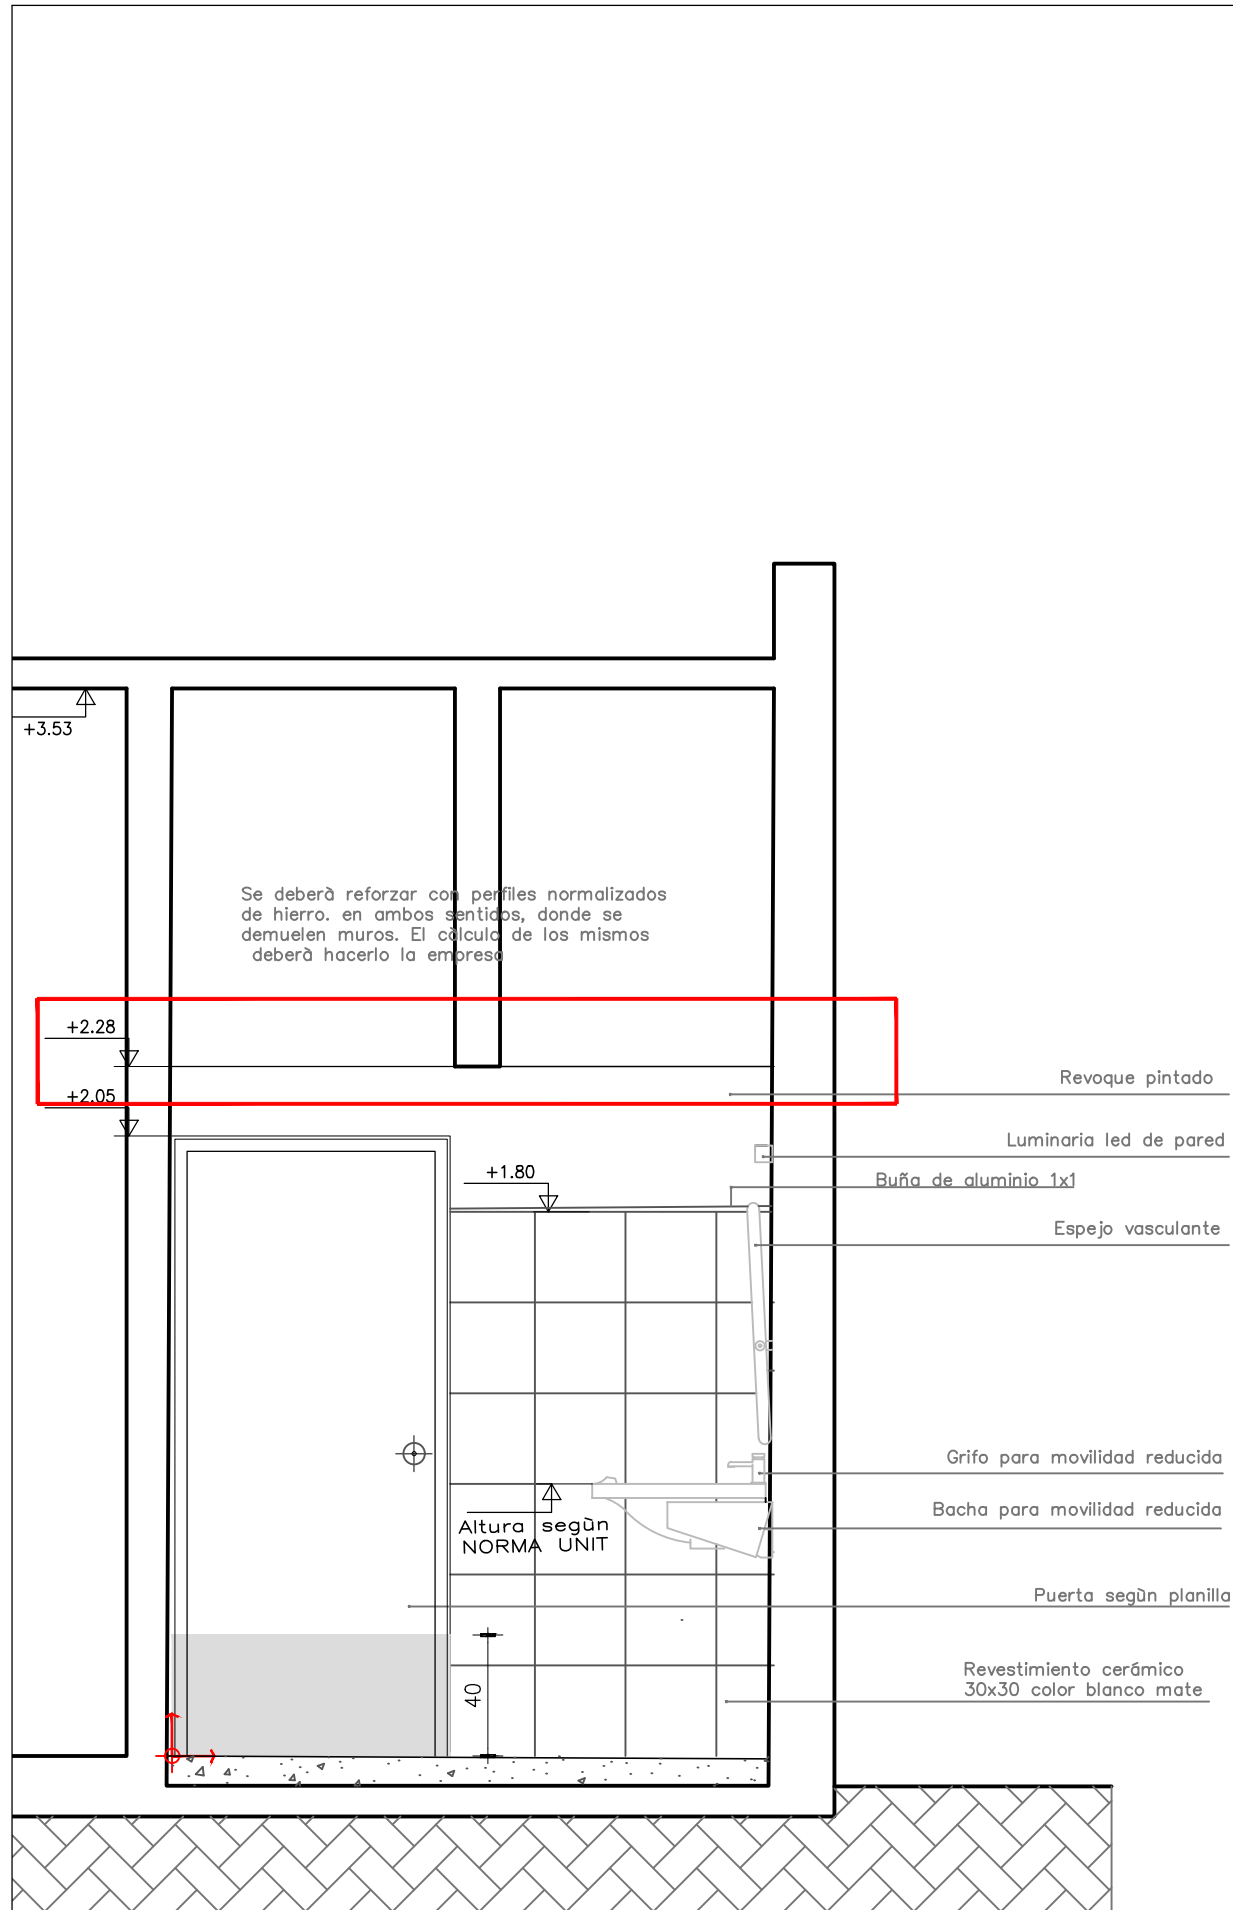 +3.53
Se deberà reforzar con perfiles normalizados
de hierro. en ambos sentidos, donde se
demuelen muros. El càlculo de los mismos
deberà hacerlo la empresa
+2.28
+2.05
Revoque pintado
Luminaria led de pared
+1.80
Buña de aluminio 1x1
Espejo vasculante
Grifo para movilidad reducida
Bacha para movilidad reducida
Altura segùn
NORMA UNIT
Puerta segùn planilla
40
Revestimiento cerámico
30x30 color blanco mate